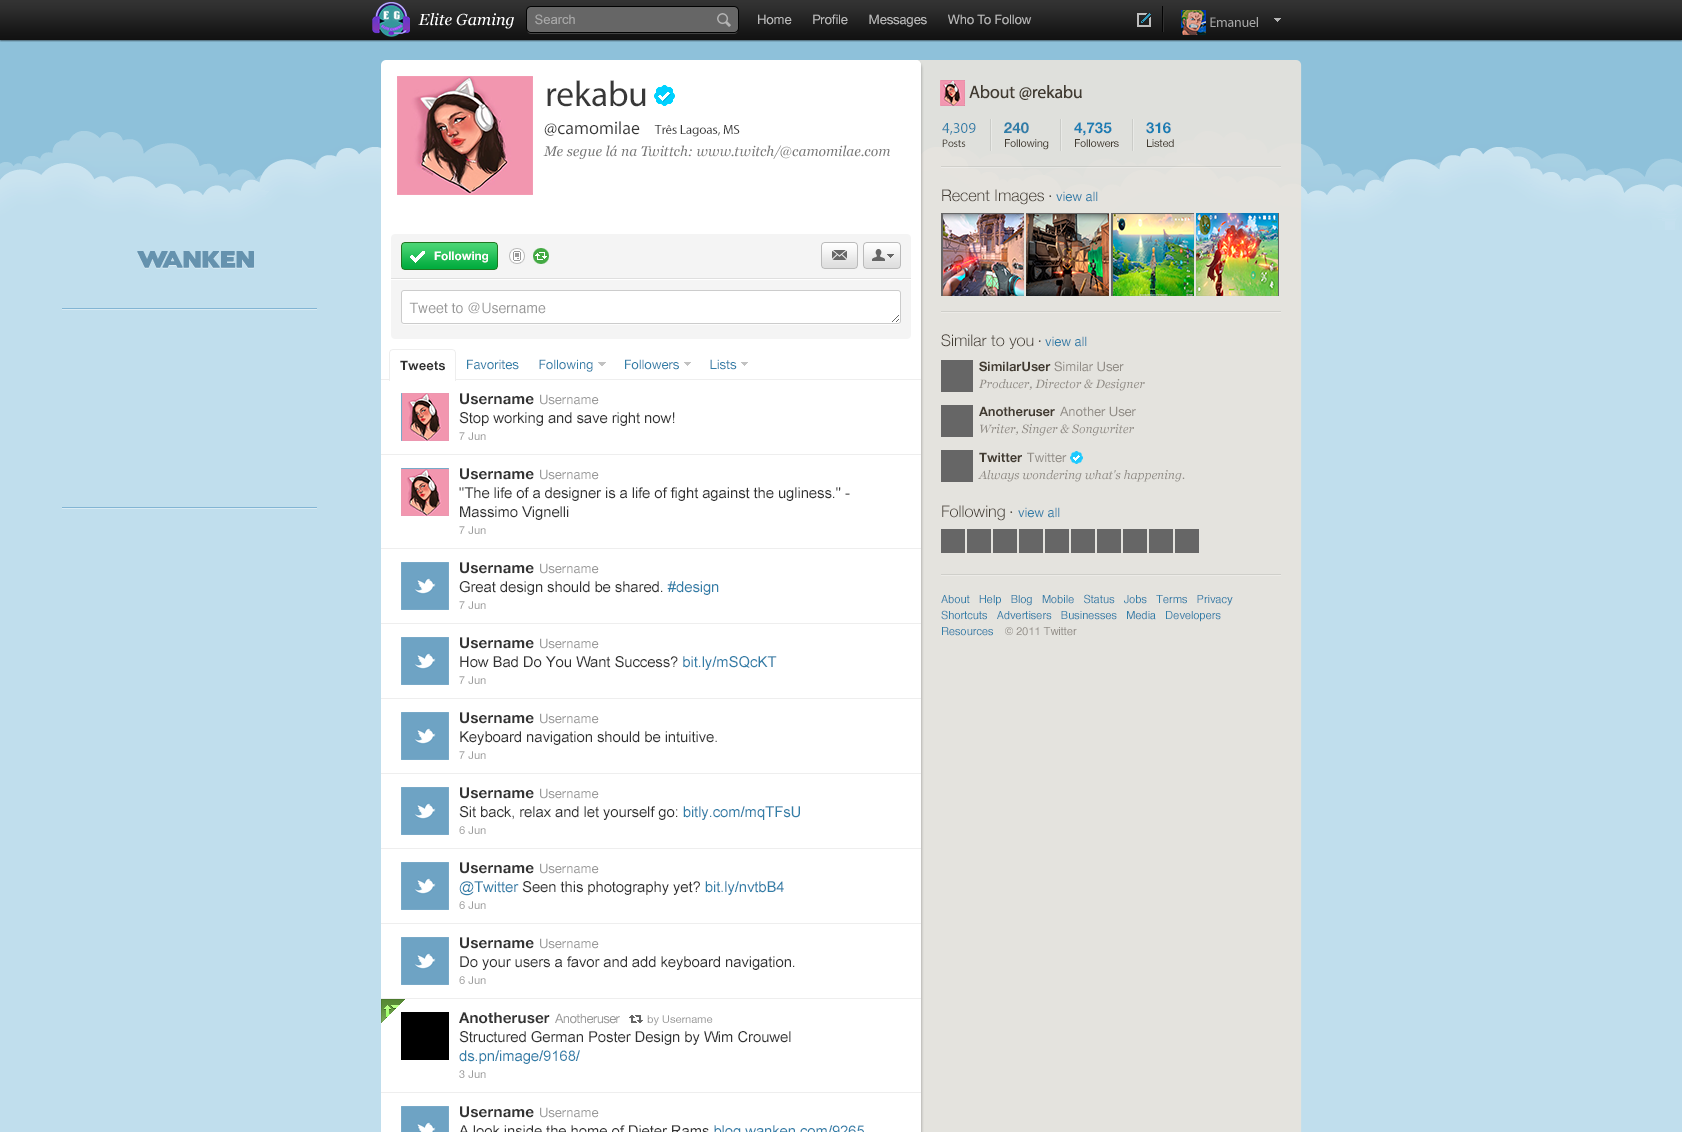 EG Elite Gaming Search Home Profile Messages Who To Follow Emanuel
rekabu
@camomilae Três Lagoas, MS
Me segue lá na Twittch: www.twitch/@camomilae.com
WANKEN
Following
Tweet to @Username
Tweets Favorites Following Followers Lists
Username Username
Stop working and save right now!
7 Jun
Username Username
"The life of a designer is a life of fight against the ugliness." -
Massimo Vignelli
7 Jun
Username Username
Great design should be shared. #design
7 Jun
Username Username
How Bad Do You Want Success? bit.ly/mSQcKT
7 Jun
Username Username
Keyboard navigation should be intuitive.
7 Jun
Username Username
Sit back, relax and let yourself go: bitly.com/mqTFsU
6 Jun
Username Username
@Twitter Seen this photography yet? bit.ly/nvtbB4
6 Jun
Username Username
Do your users a favor and add keyboard navigation.
6 Jun
Anotheruser Anotheruser by Username
Structured German Poster Design by Wim Crouwel
ds.pn/image/9168/
3 Jun
Username Username
A look inside the home of Dieter Rams blog.wanken.com/9265
About @rekabu
4,309 240 4,735 316
Posts Following Followers Listed
Recent Images · view all
Similar to you · view all
SimilarUser Similar User
Producer, Director & Designer
Anotheruser Another User
Writer, Singer & Songwriter
Twitter Twitter
Always wondering what's happening.
Following · view all
About Help Blog Mobile Status Jobs Terms Privacy
Shortcuts Advertisers Businesses Media Developers
Resources © 2011 Twitter